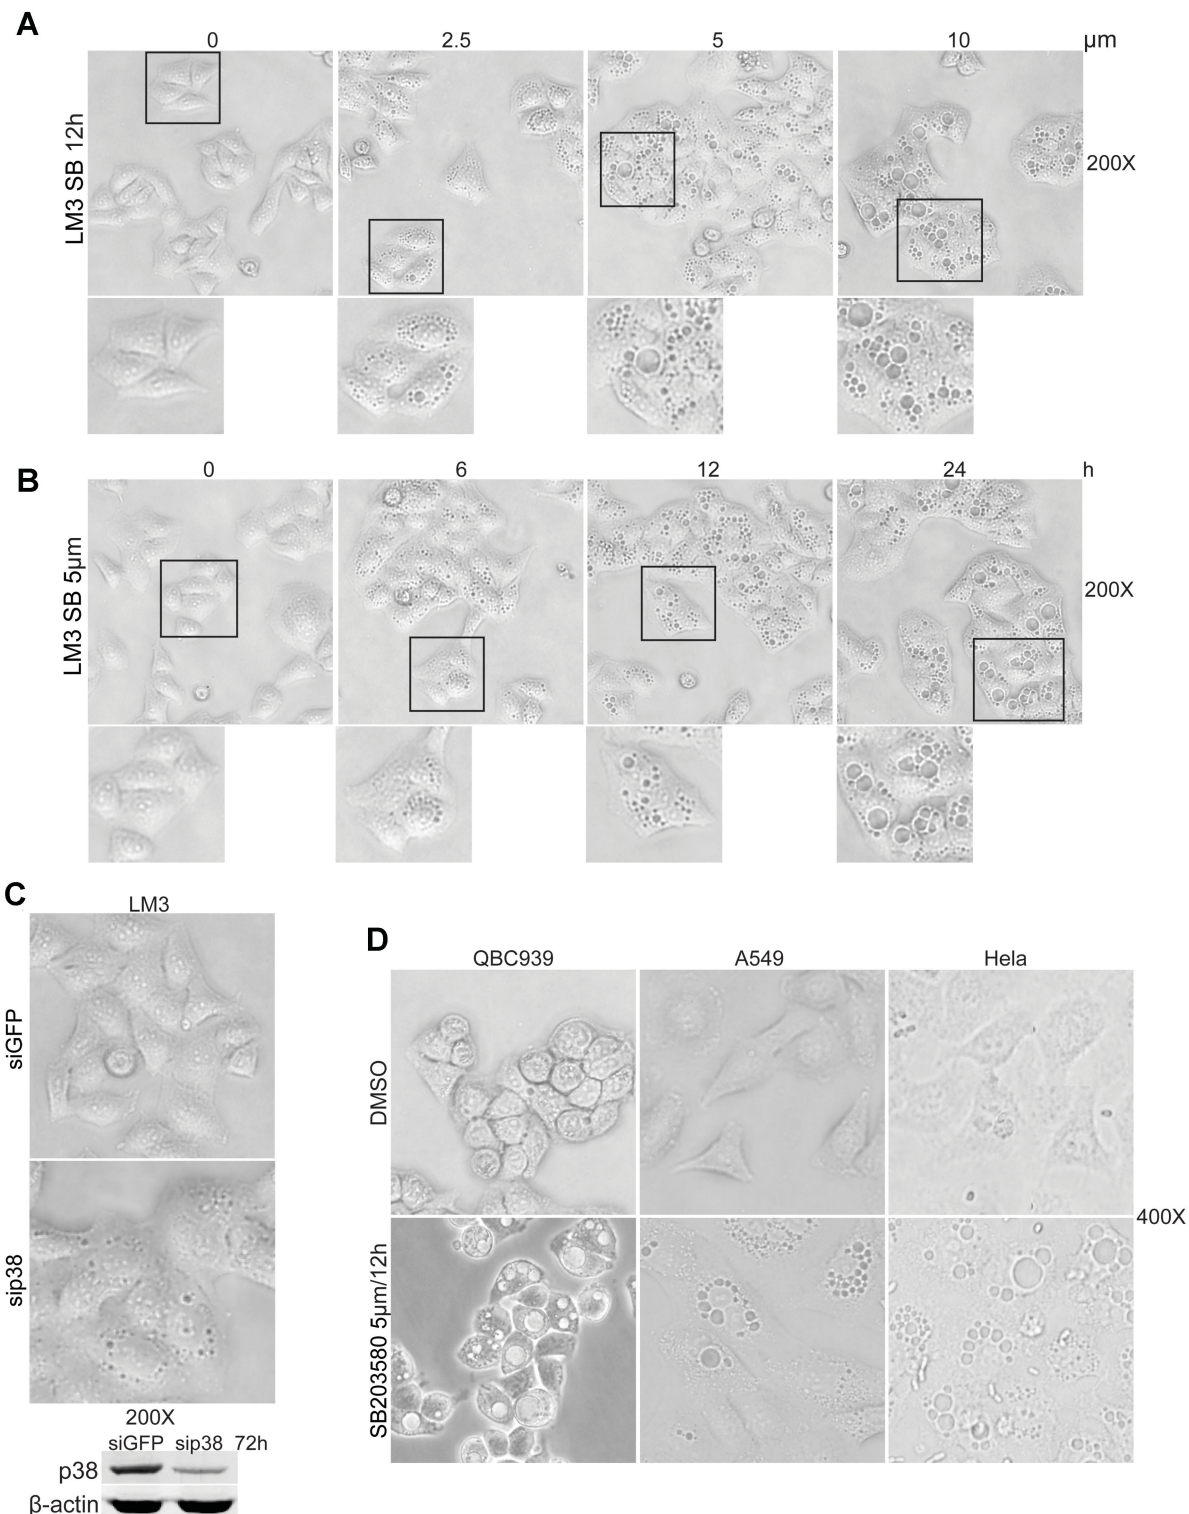 A
0 2.5 5 10 μm
LM3 SB 12h
200X
B
0 6 12 24 h
LM3 SB 5μm
200X
C
LM3
siGFP
sip38
200X
siGFP sip38 72h
p38
β-actin
D
QBC939 A549 Hela
DMSO
SB203580 5μm/12h
400X